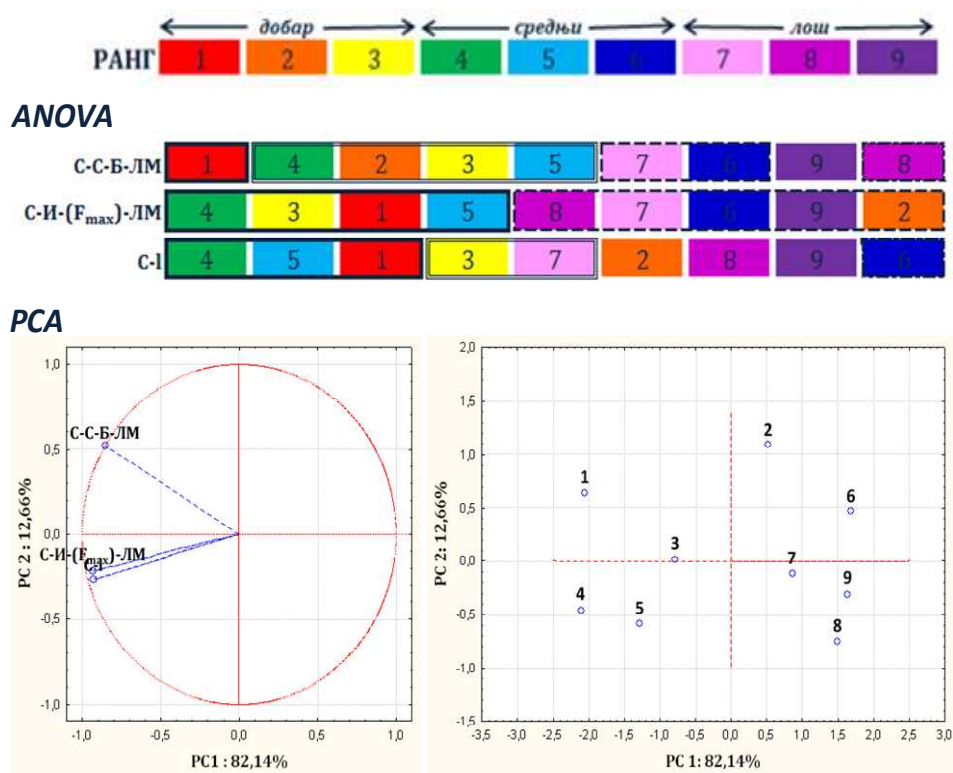 добар средњи лош
РАНГ 1 2 3 4 5 6 7 8 9
ANOVA
С-С-Б-ЛМ 1 4 2 3 5 7 6 9 8
С-И-(Fmax)-ЛМ 4 3 1 5 8 7 6 9 2
С-l 4 5 1 3 7 2 8 9 6
PCA
1,0
0,5
0,0
-0,5
-1,0
-1,0 -0,5 0,0 0,5 1,0
С-С-Б-ЛМ
С-И-(Fmax)-ЛМ
С-l
PC 2 : 12,66%
PC1 : 82,14%
2,0
1,5
1,0
0,5
0,0
-0,5
-1,0
-1,5
-3,5 -3,0 -2,5 -2,0 -1,5 -1,0 -0,5 0,0 0,5 1,0 1,5 2,0 2,5 3,0
2
1
6
3
7
9
4
5
8
PC 2: 12,66%
PC 1: 82,14%